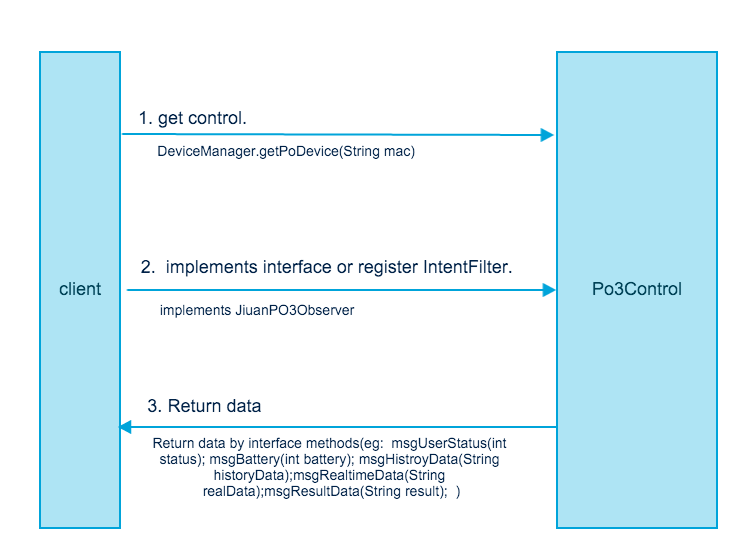 1. get control.
DeviceManager.getPoDevice(String mac)
2. implements interface or register IntentFilter.
client
Po3Control
implements JiuanPO3Observer
3. Return data
Return data by interface methods(eg: msgUserStatus(int
status); msgBattery(int battery); msgHistroyData(String
historyData);msgRealtimeData(String
realData);msgResultData(String result); )